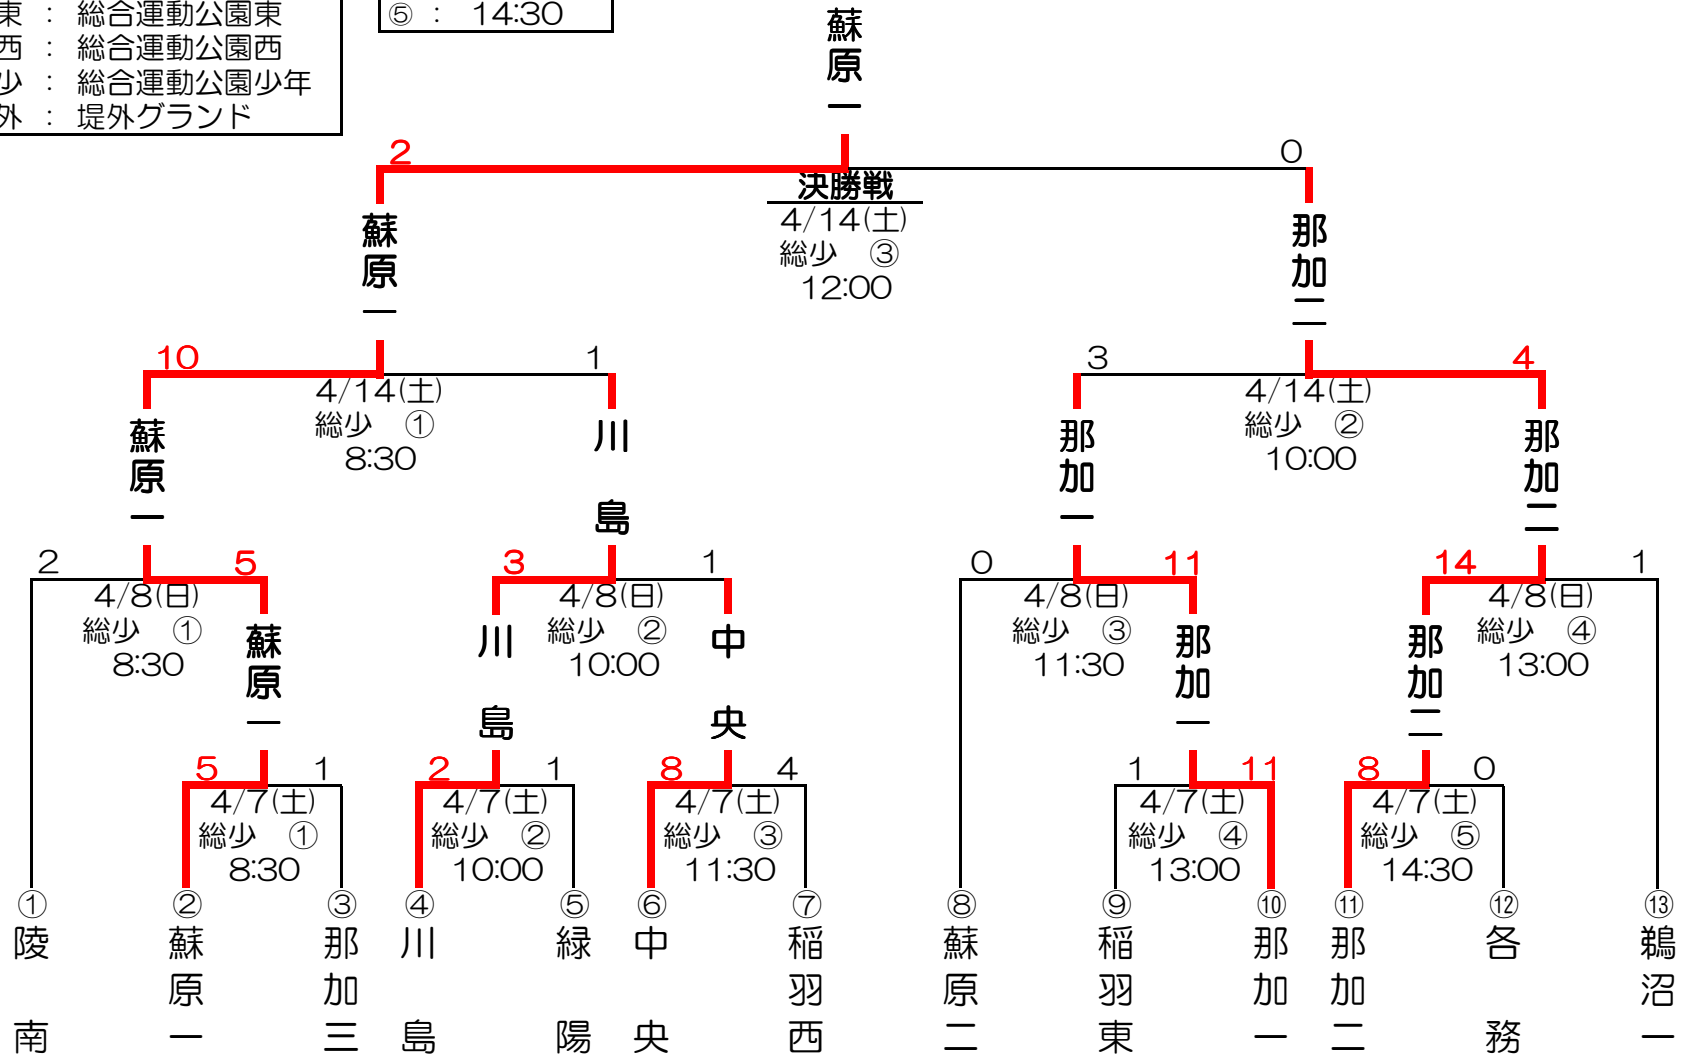 東 : 総合運動公園東
西 : 総合運動公園西
少 : 総合運動公園少年
外 : 堤外グランド
⑤ : 14:30
蘇原一
2 0
決勝戦
4/14(土)
総少 ③
12:00
蘇原一 那加二
10 1 3 4
4/14(土) 4/14(土)
総少 ① 総少 ②
8:30 10:00
蘇原一 川島 那加一 那加二
2 5 3 1 0 11 14 1
4/8(日) 4/8(日) 4/8(日) 4/8(日)
総少 ① 総少 ② 総少 ③ 総少 ④
8:30 10:00 11:30 13:00
蘇原一 川島 中央 那加一 那加二
5 1 2 1 8 4 1 11 8 0
4/7(土) 4/7(土) 4/7(土) 4/7(土) 4/7(土)
総少 ① 総少 ② 総少 ③ 総少 ④ 総少 ⑤
8:30 10:00 11:30 13:00 14:30
① ② ③ ④ ⑤ ⑥ ⑦ ⑧ ⑨ ⑩ ⑪ ⑫ ⑬
陵南 蘇原一 那加三 川島 緑陽 中央 稲羽西 蘇原二 稲羽東 那加一 那加二 各務 鵜沼一